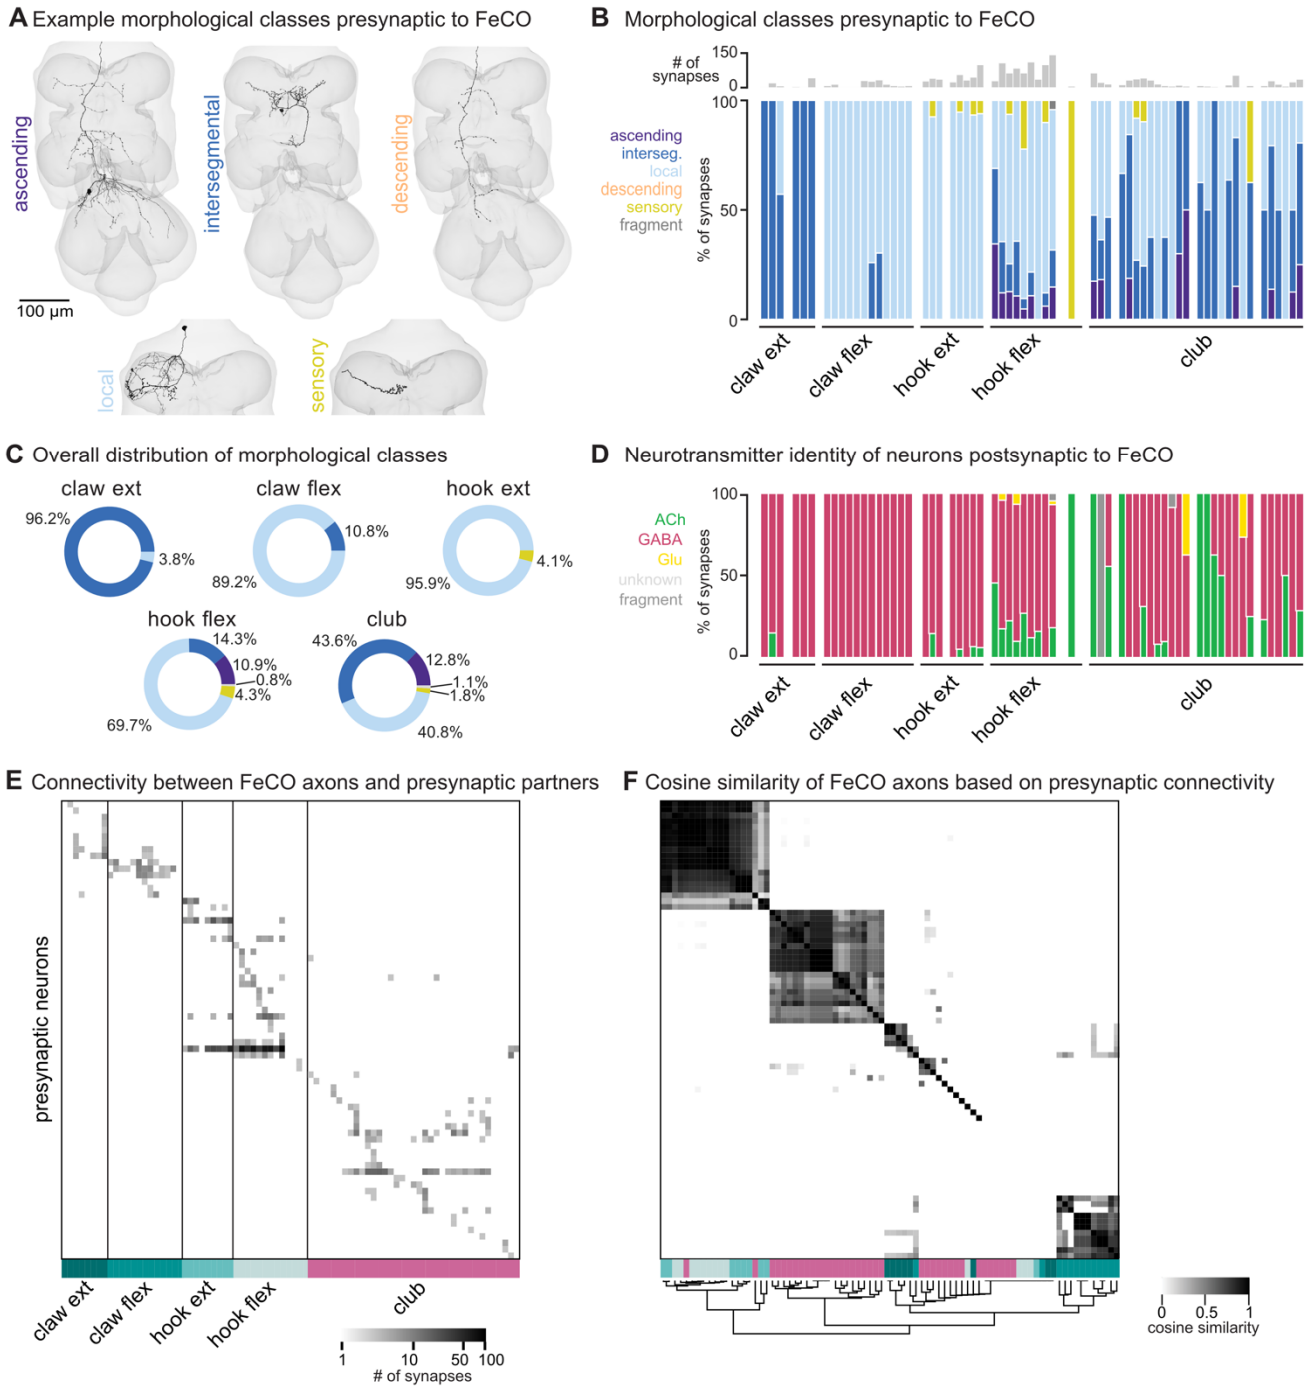 A Example morphological classes presynaptic to FeCO
ascending
intersegmental
descending
100 µm
local
sensory
B Morphological classes presynaptic to FeCO
# of
synapses
150
0
ascending
interseg.
local
descending
sensory
fragment
% of synapses
100
50
0
claw ext
claw flex
hook ext
hook flex
club
C Overall distribution of morphological classes
claw ext
96.2%
3.8%
claw flex
10.8%
89.2%
hook ext
4.1%
95.9%
hook flex
14.3%
10.9%
0.8%
4.3%
69.7%
club
43.6%
12.8%
1.1%
1.8%
40.8%
D Neurotransmitter identity of neurons postsynaptic to FeCO
ACh
GABA
Glu
unknown
fragment
% of synapses
100
50
0
claw ext
claw flex
hook ext
hook flex
club
E Connectivity between FeCO axons and presynaptic partners
presynaptic neurons
claw ext
claw flex
hook ext
hook flex
club
1 10 50 100
# of synapses
F Cosine similarity of FeCO axons based on presynaptic connectivity
0 0.5 1
cosine similarity